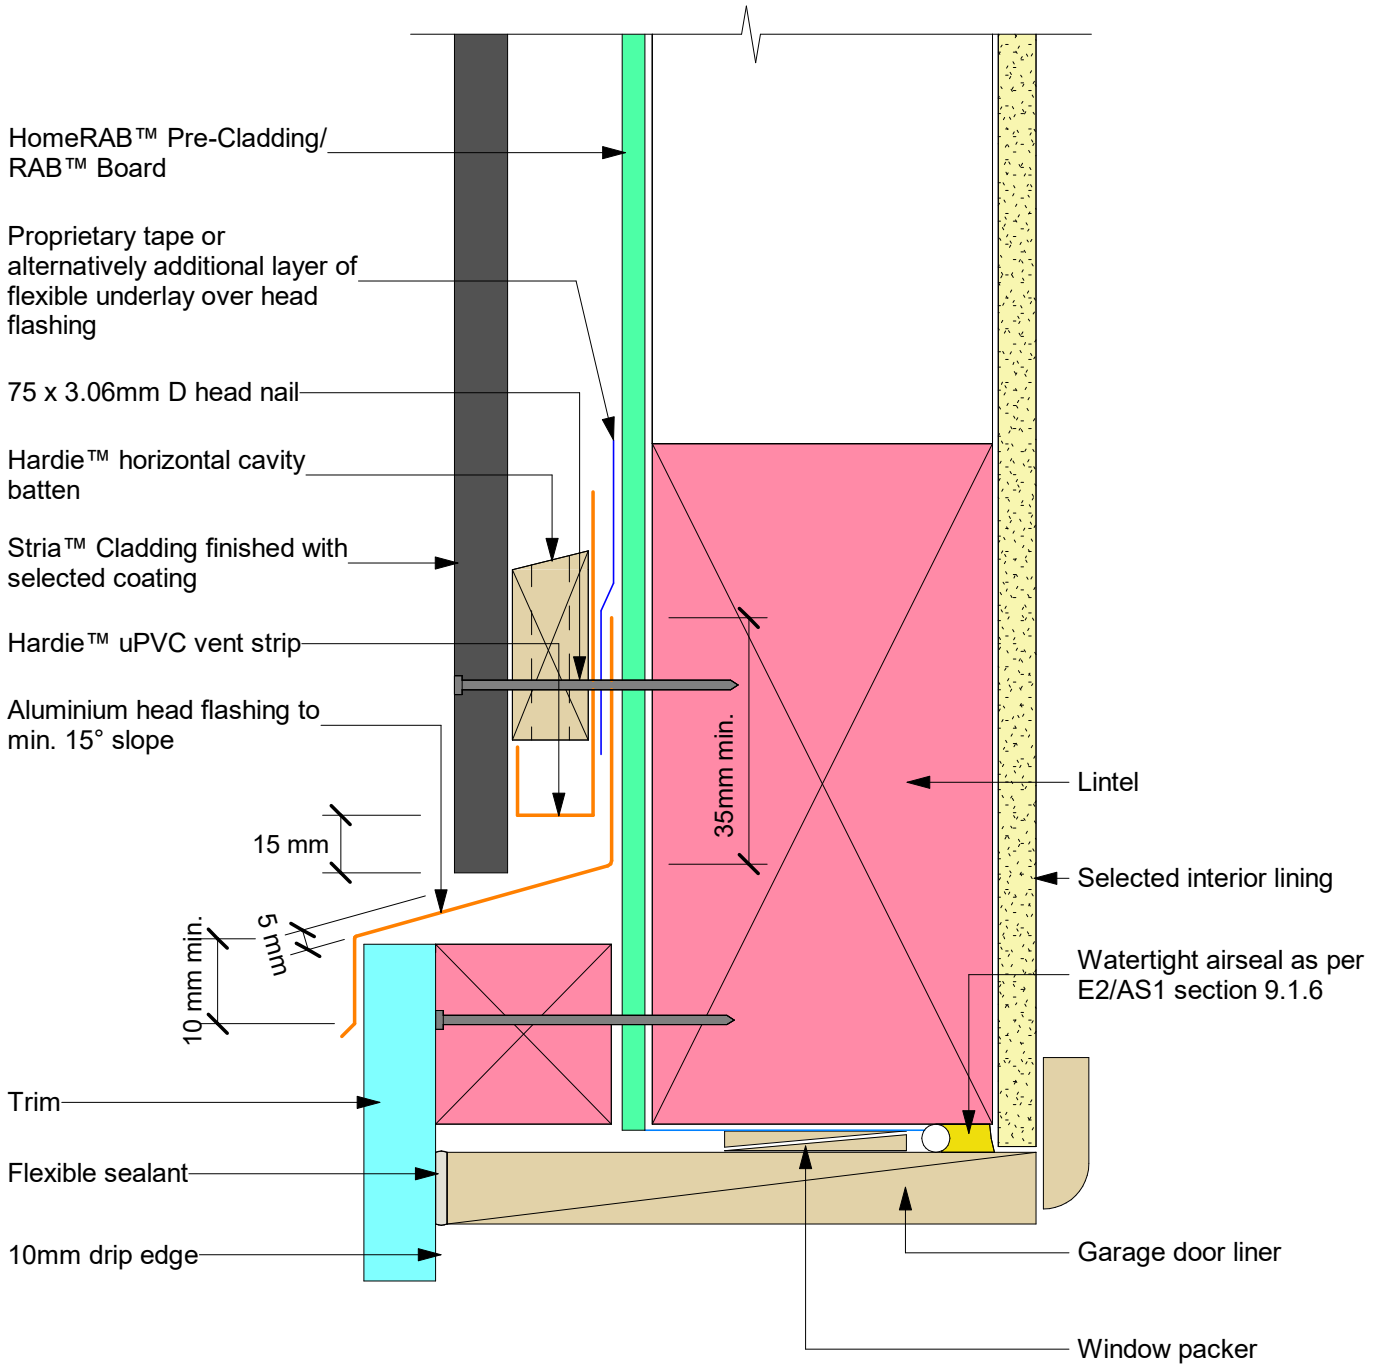 HomeRAB™ Pre-Cladding/
RAB™ Board
Proprietary tape or
alternatively additional layer of
flexible underlay over head
flashing
75 x 3.06mm D head nail
Hardie™ horizontal cavity
batten
Stria™ Cladding finished with
selected coating
Hardie™ uPVC vent strip
Aluminium head flashing to
min. 15° slope
15 mm
5 mm
10 mm min.
35mm min.
Trim
Flexible sealant
10mm drip edge
Lintel
Selected interior lining
Watertight airseal as per
E2/AS1 section 9.1.6
Garage door liner
Window packer